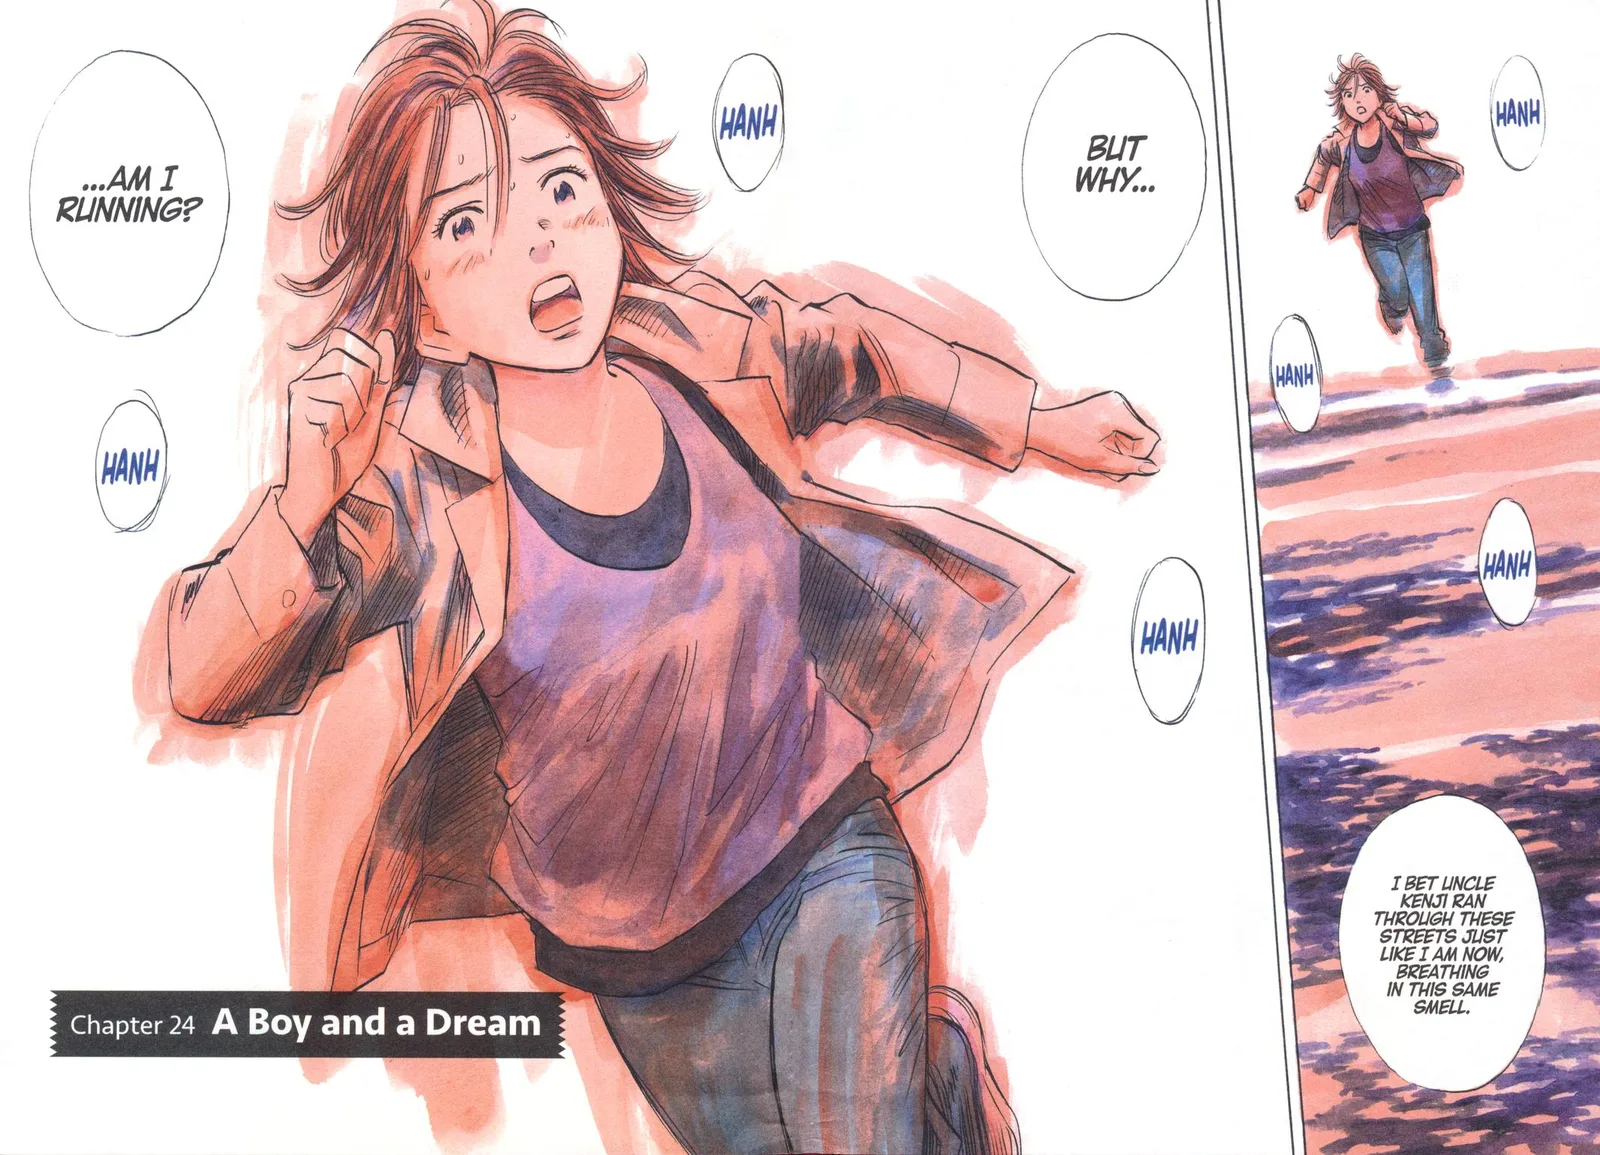 HANH
HANH
HANH
I BET UNCLE
KENJI RAN
THROUGH THESE
STREETS JUST
LIKE I AM NOW,
BREATHING
IN THIS SAME
SMELL.
BUT
WHY...
HANH
HANH
...AM I
RUNNING?
HANH
Chapter 24 A Boy and a Dream